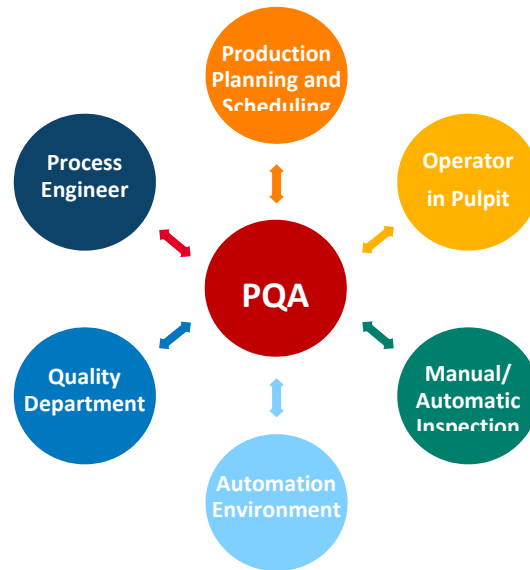 Production
Planning and
Scheduling
Process
Engineer
Operator
in Pulpit
PQA
Quality
Department
Manual/
Automatic
Inspection
Automation
Environment